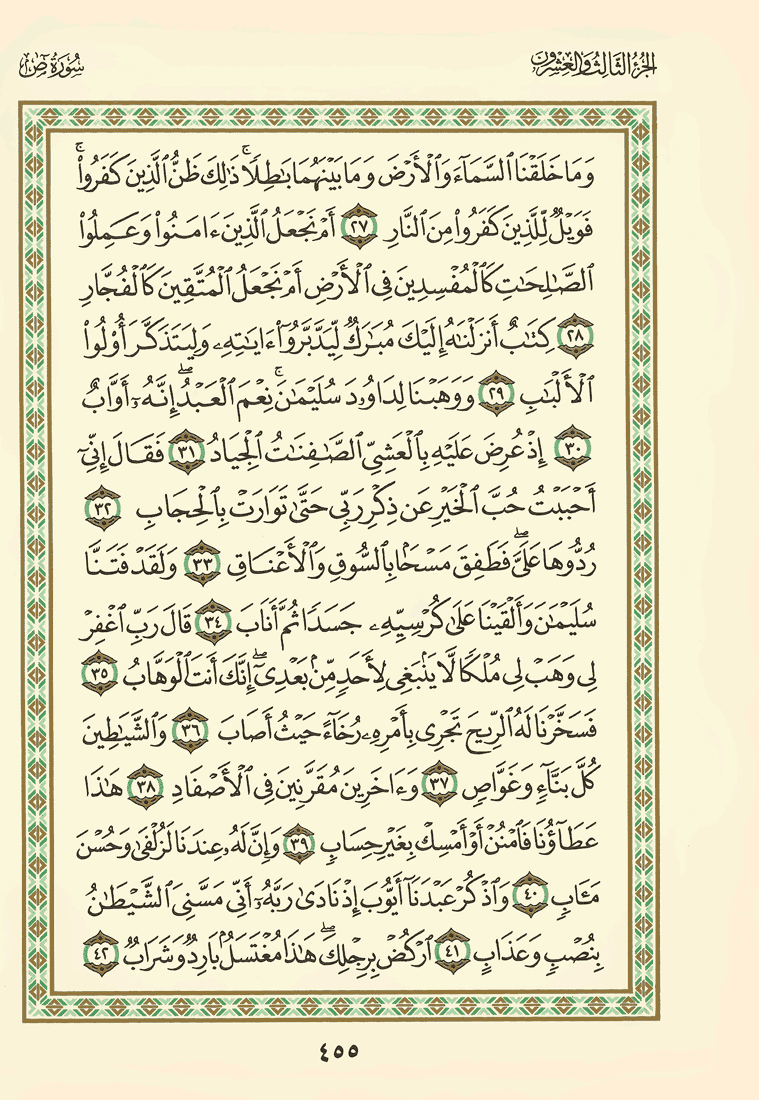 الجزء الثالث والعشرون
سورة ص
وَمَا خَلَقْنَا ٱلسَّمَآءَ وَٱلْأَرْضَ وَمَا بَيْنَهُمَا بَٰطِلًا ۚ ذَٰلِكَ ظَنُّ ٱلَّذِينَ كَفَرُوا۟ ۚ
فَوَيْلٌ لِّلَّذِينَ كَفَرُوا۟ مِنَ ٱلنَّارِ ٢٧ أَمْ نَجْعَلُ ٱلَّذِينَ ءَامَنُوا۟ وَعَمِلُوا۟
ٱلصَّٰلِحَٰتِ كَٱلْمُفْسِدِينَ فِى ٱلْأَرْضِ أَمْ نَجْعَلُ ٱلْمُتَّقِينَ كَٱلْفُجَّارِ
٢٨ كِتَٰبٌ أَنزَلْنَٰهُ إِلَيْكَ مُبَٰرَكٌ لِّيَدَّبَّرُوٓا۟ ءَايَٰتِهِۦ وَلِيَتَذَكَّرَ أُو۟لُوا۟
ٱلْأَلْبَٰبِ ٢٩ وَوَهَبْنَا لِدَاوُۥدَ سُلَيْمَٰنَ ۚ نِعْمَ ٱلْعَبْدُ ۖ إِنَّهُۥٓ أَوَّابٌ
٣٠ إِذْ عُرِضَ عَلَيْهِ بِٱلْعَشِىِّ ٱلصَّٰفِنَٰتُ ٱلْجِيَادُ ٣١ فَقَالَ إِنِّىٓ
أَحْبَبْتُ حُبَّ ٱلْخَيْرِ عَن ذِكْرِ رَبِّى حَتَّىٰ تَوَارَتْ بِٱلْحِجَابِ ٣٢
رُدُّوهَا عَلَىَّ ۖ فَطَفِقَ مَسْحًۢا بِٱلسُّوقِ وَٱلْأَعْنَاقِ ٣٣ وَلَقَدْ فَتَنَّا
سُلَيْمَٰنَ وَأَلْقَيْنَا عَلَىٰ كُرْسِيِّهِۦ جَسَدًا ثُمَّ أَنَابَ ٣٤ قَالَ رَبِّ ٱغْفِرْ
لِى وَهَبْ لِى مُلْكًا لَّا يَنۢبَغِى لِأَحَدٍ مِّنۢ بَعْدِىٓ ۖ إِنَّكَ أَنتَ ٱلْوَهَّابُ ٣٥
فَسَخَّرْنَا لَهُ ٱلرِّيحَ تَجْرِى بِأَمْرِهِۦ رُخَآءً حَيْثُ أَصَابَ ٣٦ وَٱلشَّيَٰطِينَ
كُلَّ بَنَّآءٍ وَغَوَّاصٍ ٣٧ وَءَاخَرِينَ مُقَرَّنِينَ فِى ٱلْأَصْفَادِ ٣٨ هَٰذَا
عَطَآؤُنَا فَٱمْنُنْ أَوْ أَمْسِكْ بِغَيْرِ حِسَابٍ ٣٩ وَإِنَّ لَهُۥ عِندَنَا لَزُلْفَىٰ وَحُسْنَ
مَـَٔابٍ ٤٠ وَٱذْكُرْ عَبْدَنَآ أَيُّوبَ إِذْ نَادَىٰ رَبَّهُۥٓ أَنِّى مَسَّنِىَ ٱلشَّيْطَٰنُ
بِنُصْبٍ وَعَذَابٍ ٤١ ٱرْكُضْ بِرِجْلِكَ ۖ هَٰذَا مُغْتَسَلٌۢ بَارِدٌ وَشَرَابٌ ٤٢
٤٥٥